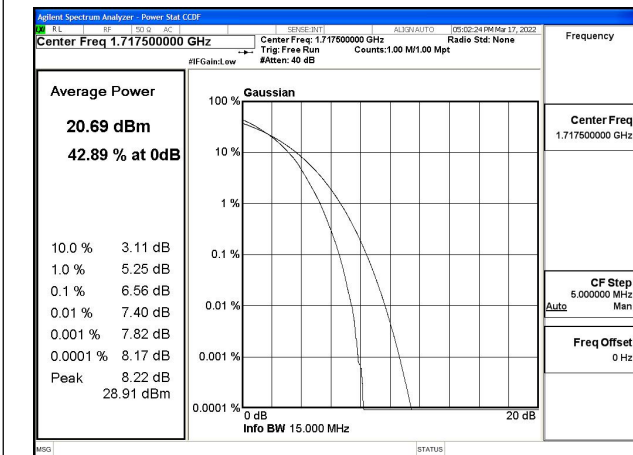 Agilent Spectrum Analyzer - Power Stat CCDF
RL RF 50 Ω AC SENSE:INT ALIGN AUTO 05:02:24 PM Mar 17, 2022
Center Freq 1.717500000 GHz
Center Freq: 1.717500000 GHz Radio Std: None
Trig: Free Run Counts:1.00 M/1.00 Mpt
#IFGain:Low #Atten: 40 dB
Frequency
Average Power
20.69 dBm
42.89 % at 0dB
10.0 % 3.11 dB
1.0 % 5.25 dB
0.1 % 6.56 dB
0.01 % 7.40 dB
0.001 % 7.82 dB
0.0001 % 8.17 dB
Peak 8.22 dB
28.91 dBm
Gaussian
100 %
10 %
1 %
0.1 %
0.01 %
0.001 %
0.0001 %
0 dB 20 dB
Info BW 15.000 MHz
Center Freq
1.717500000 GHz
CF Step
5.000000 MHz
Auto Man
Freq Offset
0 Hz
MSG STATUS